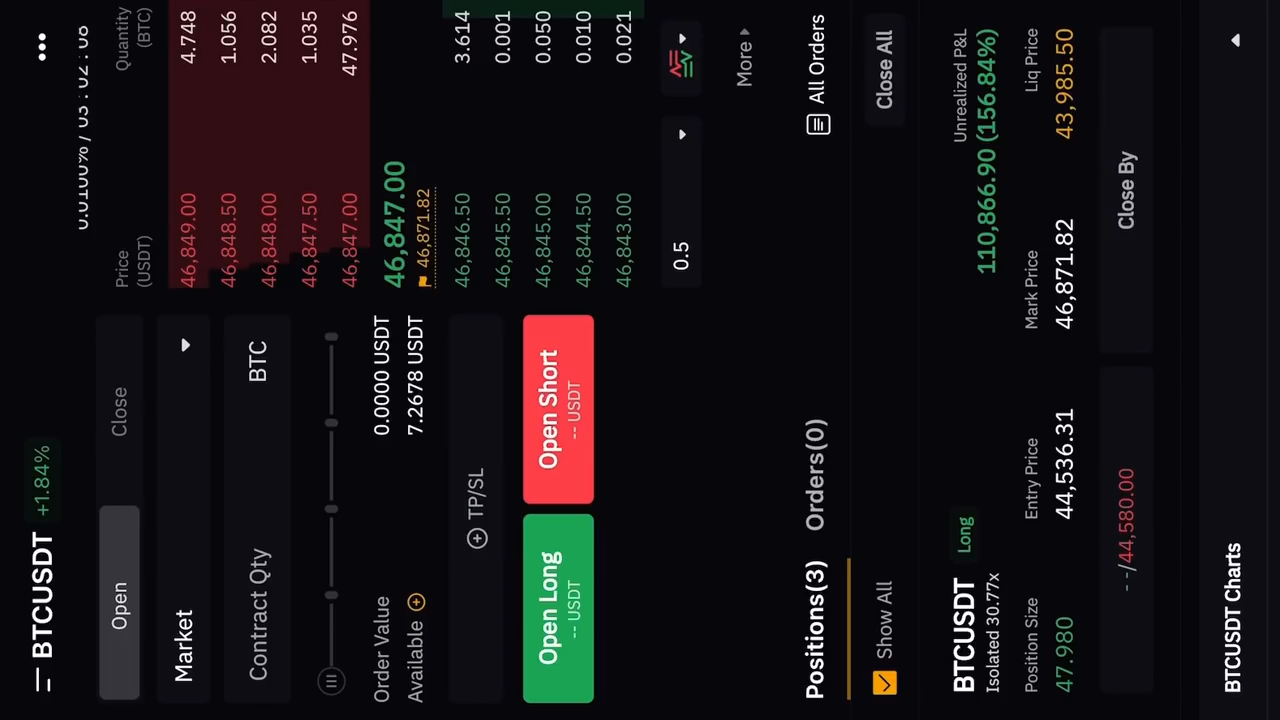 BTCUSDT +1.84%
Open
Close
Market
Contract Qty BTC
Order Value 0.0000 USDT
Available 7.2678 USDT
TP/SL
Open Long
-- USDT
Open Short
-- USDT
Price
(USDT)
Quantity
(BTC)
46,849.00 4.748
46,848.50 1.056
46,848.00 2.082
46,847.50 1.035
46,847.00 47.976
46,847.00
46,871.82
46,846.50 3.614
46,845.50 0.001
46,845.00 0.050
46,844.50 0.010
46,843.00 0.021
0.5
More
Positions(3) Orders(0) All Orders
Show All Close All
BTCUSDT Long Unrealized P&L
Isolated 30.77x 110,866.90 (156.84%)
Position Size Entry Price Mark Price Liq Price
47.980 44,536.31 46,871.82 43,985.50
--/44,580.00 Close By
BTCUSDT Charts